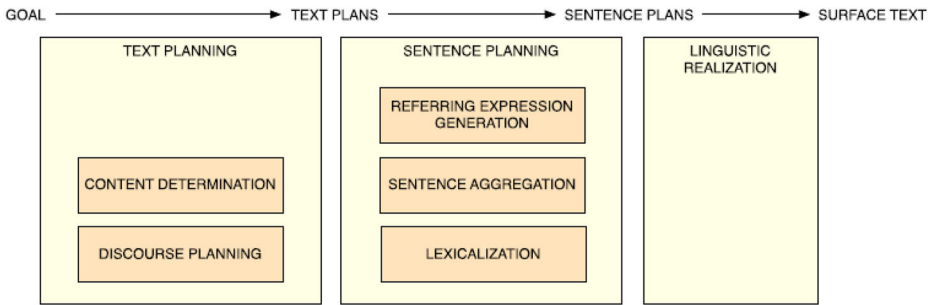 GOAL
TEXT PLANS
SENTENCE PLANS
SURFACE TEXT
TEXT PLANNING
CONTENT DETERMINATION
DISCOURSE PLANNING
SENTENCE PLANNING
REFERRING EXPRESSION
GENERATION
SENTENCE AGGREGATION
LEXICALIZATION
LINGUISTIC
REALIZATION